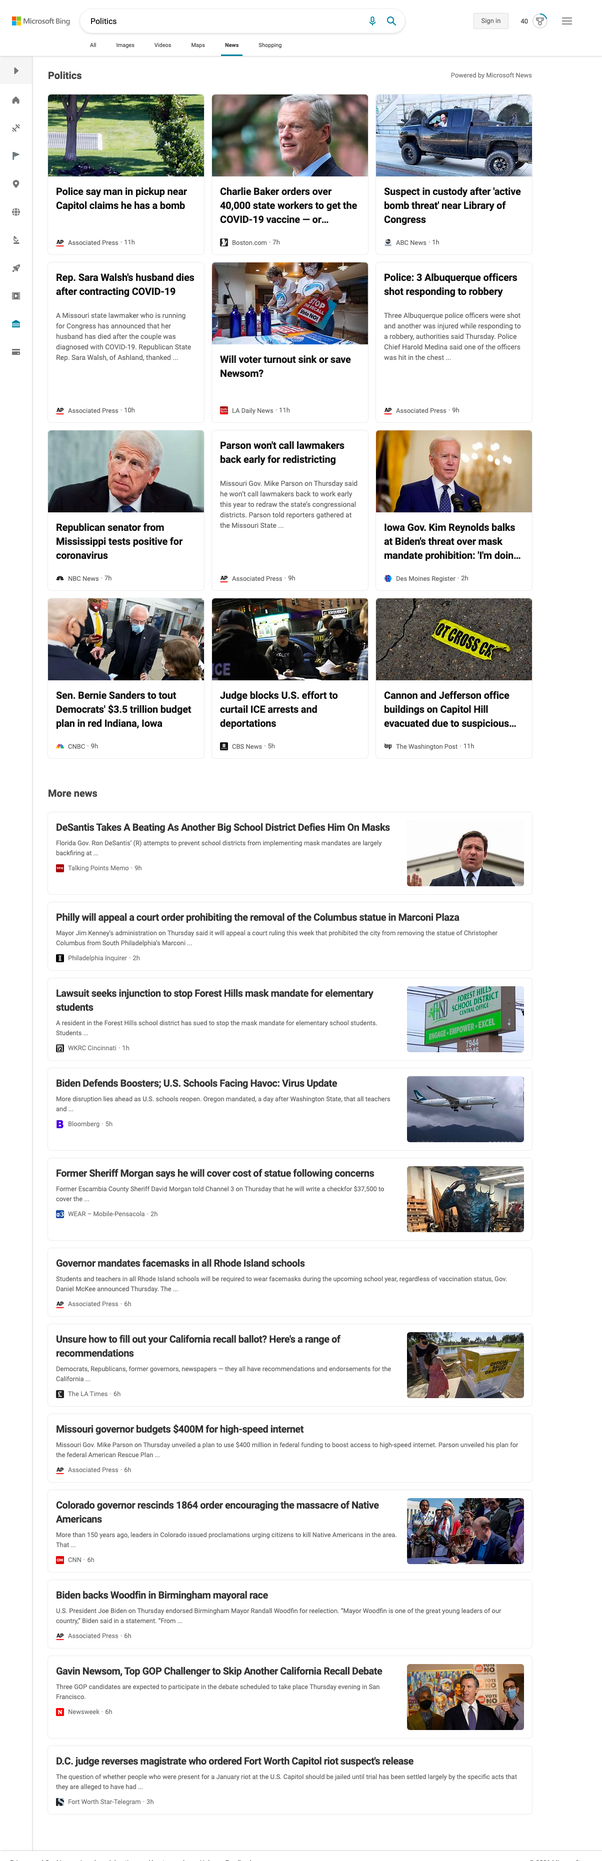 Microsoft Bing
Politics
Sign in
40
All Images Videos Maps News Shopping
Politics
Powered by Microsoft News
Police say man in pickup near
Capitol claims he has a bomb
AP Associated Press · 11h
Charlie Baker orders over
40,000 state workers to get the
COVID-19 vaccine — or...
Boston.com · 7h
Suspect in custody after 'active
bomb threat' near Library of
Congress
ABC News · 1h
Rep. Sara Walsh's husband dies
after contracting COVID-19
A Missouri state lawmaker who is running
for Congress has announced that her
husband has died after the couple was
diagnosed with COVID-19. Republican State
Rep. Sara Walsh, of Ashland, thanked ...
AP Associated Press · 10h
STOP
Will voter turnout sink or save
Newsom?
LA Daily News · 11h
Police: 3 Albuquerque officers
shot responding to robbery
Three Albuquerque police officers were shot
and another was injured while responding to
a robbery, authorities said Thursday. Police
Chief Harold Medina said one of the officers
was hit in the chest ...
AP Associated Press · 9h
Republican senator from
Mississippi tests positive for
coronavirus
NBC News · 7h
Parson won't call lawmakers
back early for redistricting
Missouri Gov. Mike Parson on Thursday said
he won't call lawmakers back to work early
this year to redraw the state's congressional
districts. Parson told reporters gathered at
the Missouri State ...
AP Associated Press · 9h
Iowa Gov. Kim Reynolds balks
at Biden's threat over mask
mandate prohibition: 'I'm doin...
Des Moines Register · 2h
Sen. Bernie Sanders to tout
Democrats' $3.5 trillion budget
plan in red Indiana, Iowa
CNBC · 9h
ICE
Judge blocks U.S. effort to
curtail ICE arrests and
deportations
CBS News · 5h
OT CROSS
Cannon and Jefferson office
buildings on Capitol Hill
evacuated due to suspicious...
wp The Washington Post · 11h
More news
DeSantis Takes A Beating As Another Big School District Defies Him On Masks
Florida Gov. Ron DeSantis' (R) attempts to prevent school districts from implementing mask mandates are largely
backfiring at ...
Talking Points Memo · 9h
Philly will appeal a court order prohibiting the removal of the Columbus statue in Marconi Plaza
Mayor Jim Kenney's administration on Thursday said it will appeal a court ruling this week that prohibited the city from removing the statue of Christopher
Columbus from South Philadelphia's Marconi ...
Philadelphia Inquirer · 2h
Lawsuit seeks injunction to stop Forest Hills mask mandate for elementary
students
A resident in the Forest Hills school district has sued to stop the mask mandate for elementary school students.
Students ...
WKRC Cincinnati · 1h
FOREST HILLS
SCHOOL DISTRICT
CENTRAL OFFICE
ENGAGE · EMPOWER · EXCEL
7944
Biden Defends Boosters; U.S. Schools Facing Havoc: Virus Update
More disruption lies ahead as U.S. schools reopen. Oregon mandated, a day after Washington State, that all teachers
and ...
B Bloomberg · 5h
Former Sheriff Morgan says he will cover cost of statue following concerns
Former Escambia County Sheriff David Morgan told Channel 3 on Thursday that he will write a checkfor $37,500 to
cover the ...
WEAR – Mobile-Pensacola · 2h
Governor mandates facemasks in all Rhode Island schools
Students and teachers in all Rhode Island schools will be required to wear facemasks during the upcoming school year, regardless of vaccination status, Gov.
Daniel McKee announced Thursday. The ...
AP Associated Press · 6h
Unsure how to fill out your California recall ballot? Here's a range of
recommendations
Democrats, Republicans, former governors, newspapers — they all have recommendations and endorsements for the
California ...
The LA Times · 6h
Missouri governor budgets $400M for high-speed internet
Missouri Gov. Mike Parson on Thursday unveiled a plan to use $400 million in federal funding to boost access to high-speed internet. Parson unveiled his plan for
the federal American Rescue Plan ...
AP Associated Press · 6h
Colorado governor rescinds 1864 order encouraging the massacre of Native
Americans
More than 150 years ago, leaders in Colorado issued proclamations urging citizens to kill Native Americans in the area.
That ...
CNN · 6h
Biden backs Woodfin in Birmingham mayoral race
U.S. President Joe Biden on Thursday endorsed Birmingham Mayor Randall Woodfin for reelection. "Mayor Woodfin is one of the great young leaders of our
country," Biden said in a statement. "From ...
AP Associated Press · 6h
Gavin Newsom, Top GOP Challenger to Skip Another California Recall Debate
Three GOP candidates are expected to participate in the debate scheduled to take place Thursday evening in San
Francisco.
N Newsweek · 6h
D.C. judge reverses magistrate who ordered Fort Worth Capitol riot suspect's release
The question of whether people who were present for a January riot at the U.S. Capitol should be jailed until trial has been settled largely by the specific acts that
they are alleged to have had ...
Fort Worth Star-Telegram · 3h